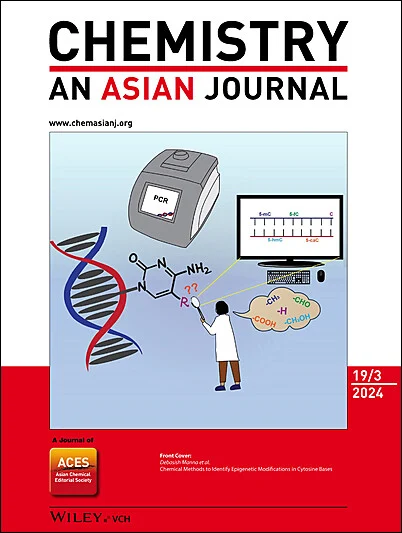 CHEMISTRY
AN ASIAN JOURNAL
www.chemasianj.org
PCR
5-mC 5-fC C
5-hmC 5-caC
O
N
N
NH₂
R
??
-CH₃ -CHO
-H
-COOH -CH₂OH
19/3
2024
A Journal of
ACES
Asian Chemical
Editorial Society
Front Cover:
Debasish Manna et al.
Chemical Methods to Identify Epigenetic Modifications in Cytosine Bases
WILEY VCH